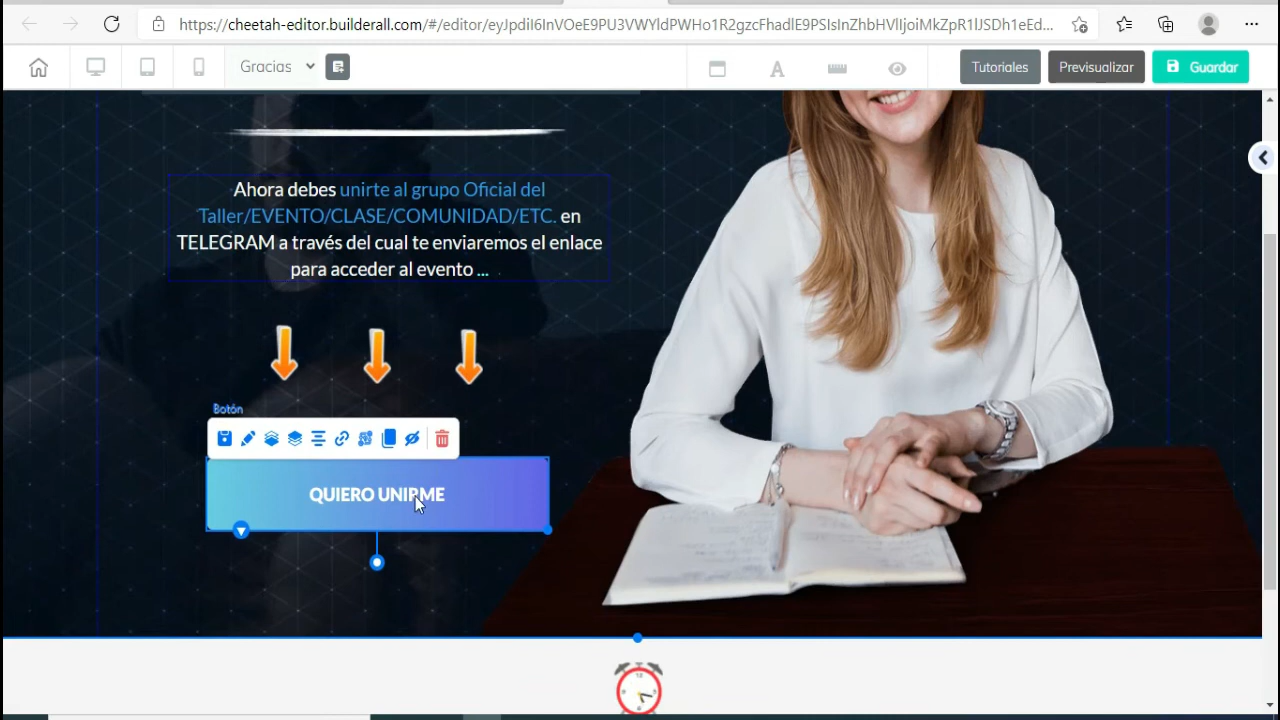 https://cheetah-editor.builderall.com/#/editor/
Gracias
Tutoriales
Previsualizar
Guardar
Ahora debes unirte al grupo Oficial del
Taller/EVENTO/CLASE/COMUNIDAD/ETC. en
TELEGRAM a través del cual te enviaremos el enlace
para acceder al evento ...
Botón
QUIERO UNIRME